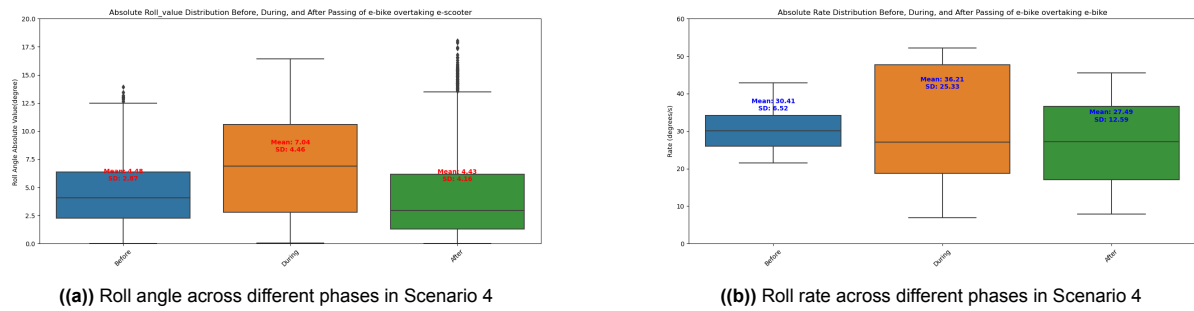 Absolute Roll_value Distribution Before, During, and After Passing of e-bike overtaking e-scooter
20.0
17.5
15.0
12.5
10.0
7.5
5.0
2.5
0.0
Roll Angle Absolute Value(degree)
Mean: 4.48
Mean: 7.04
SD: 4.46
Mean: 4.43
Before
During
After
((a)) Roll angle across different phases in Scenario 4
Absolute Rate Distribution Before, During, and After Passing of e-bike overtaking e-bike
60
50
40
30
20
10
0
Rate (degrees/s)
Mean: 30.41
SD: 6.52
Mean: 36.21
SD: 25.33
Mean: 27.49
SD: 12.59
Before
During
After
((b)) Roll rate across different phases in Scenario 4